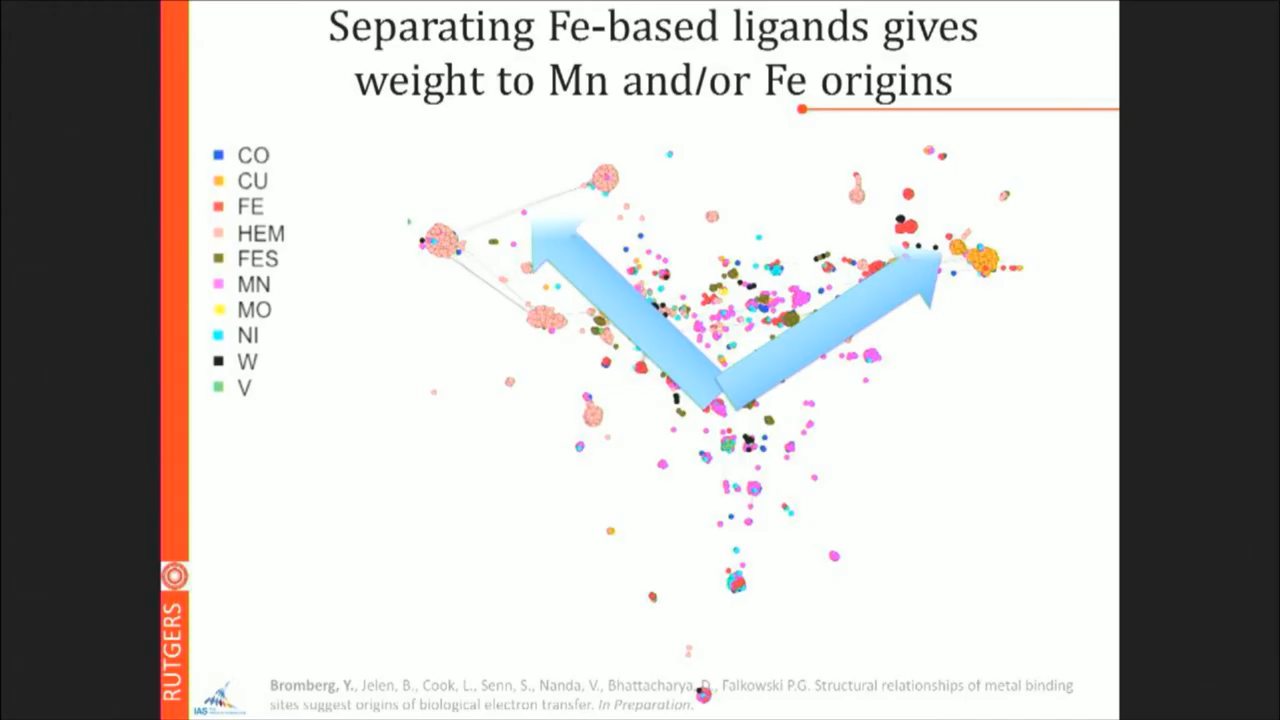 Separating Fe-based ligands gives
weight to Mn and/or Fe origins
CO
CU
FE
HEM
FES
MN
MO
NI
W
V
RUTGERS
IAS
Bromberg, Y., Jelen, B., Cook, L., Senn, S., Nanda, V., Bhattacharya, D., Falkowski P.G. Structural relationships of metal binding
sites suggest origins of biological electron transfer. In Preparation.